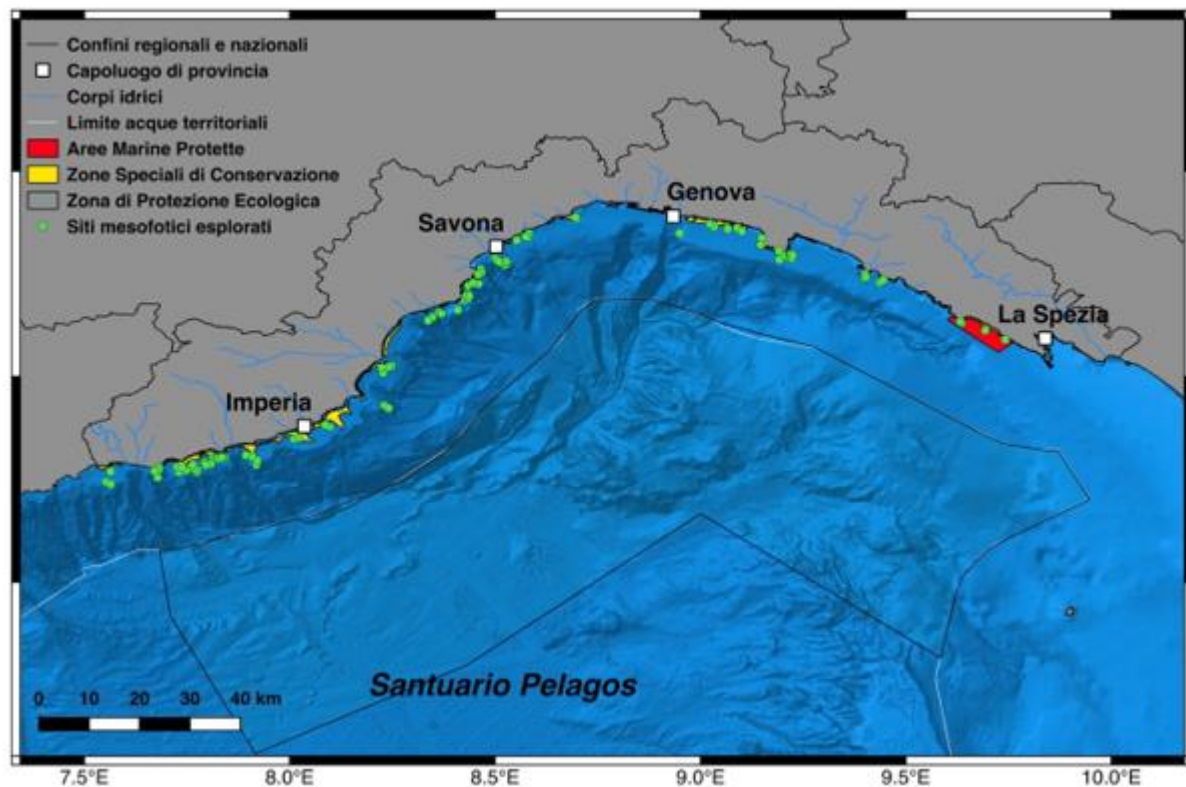 Confini regionali e nazionali
Capoluogo di provincia
Corpi idrici
Limite acque territoriali
Aree Marine Protette
Zone Speciali di Conservazione
Zona di Protezione Ecologica
Siti mesofotici esplorati
Genova
Savona
La Spezia
Imperia
Santuario Pelagos
0 10 20 30 40 km
7.5°E 8.0°E 8.5°E 9.0°E 9.5°E 10.0°E